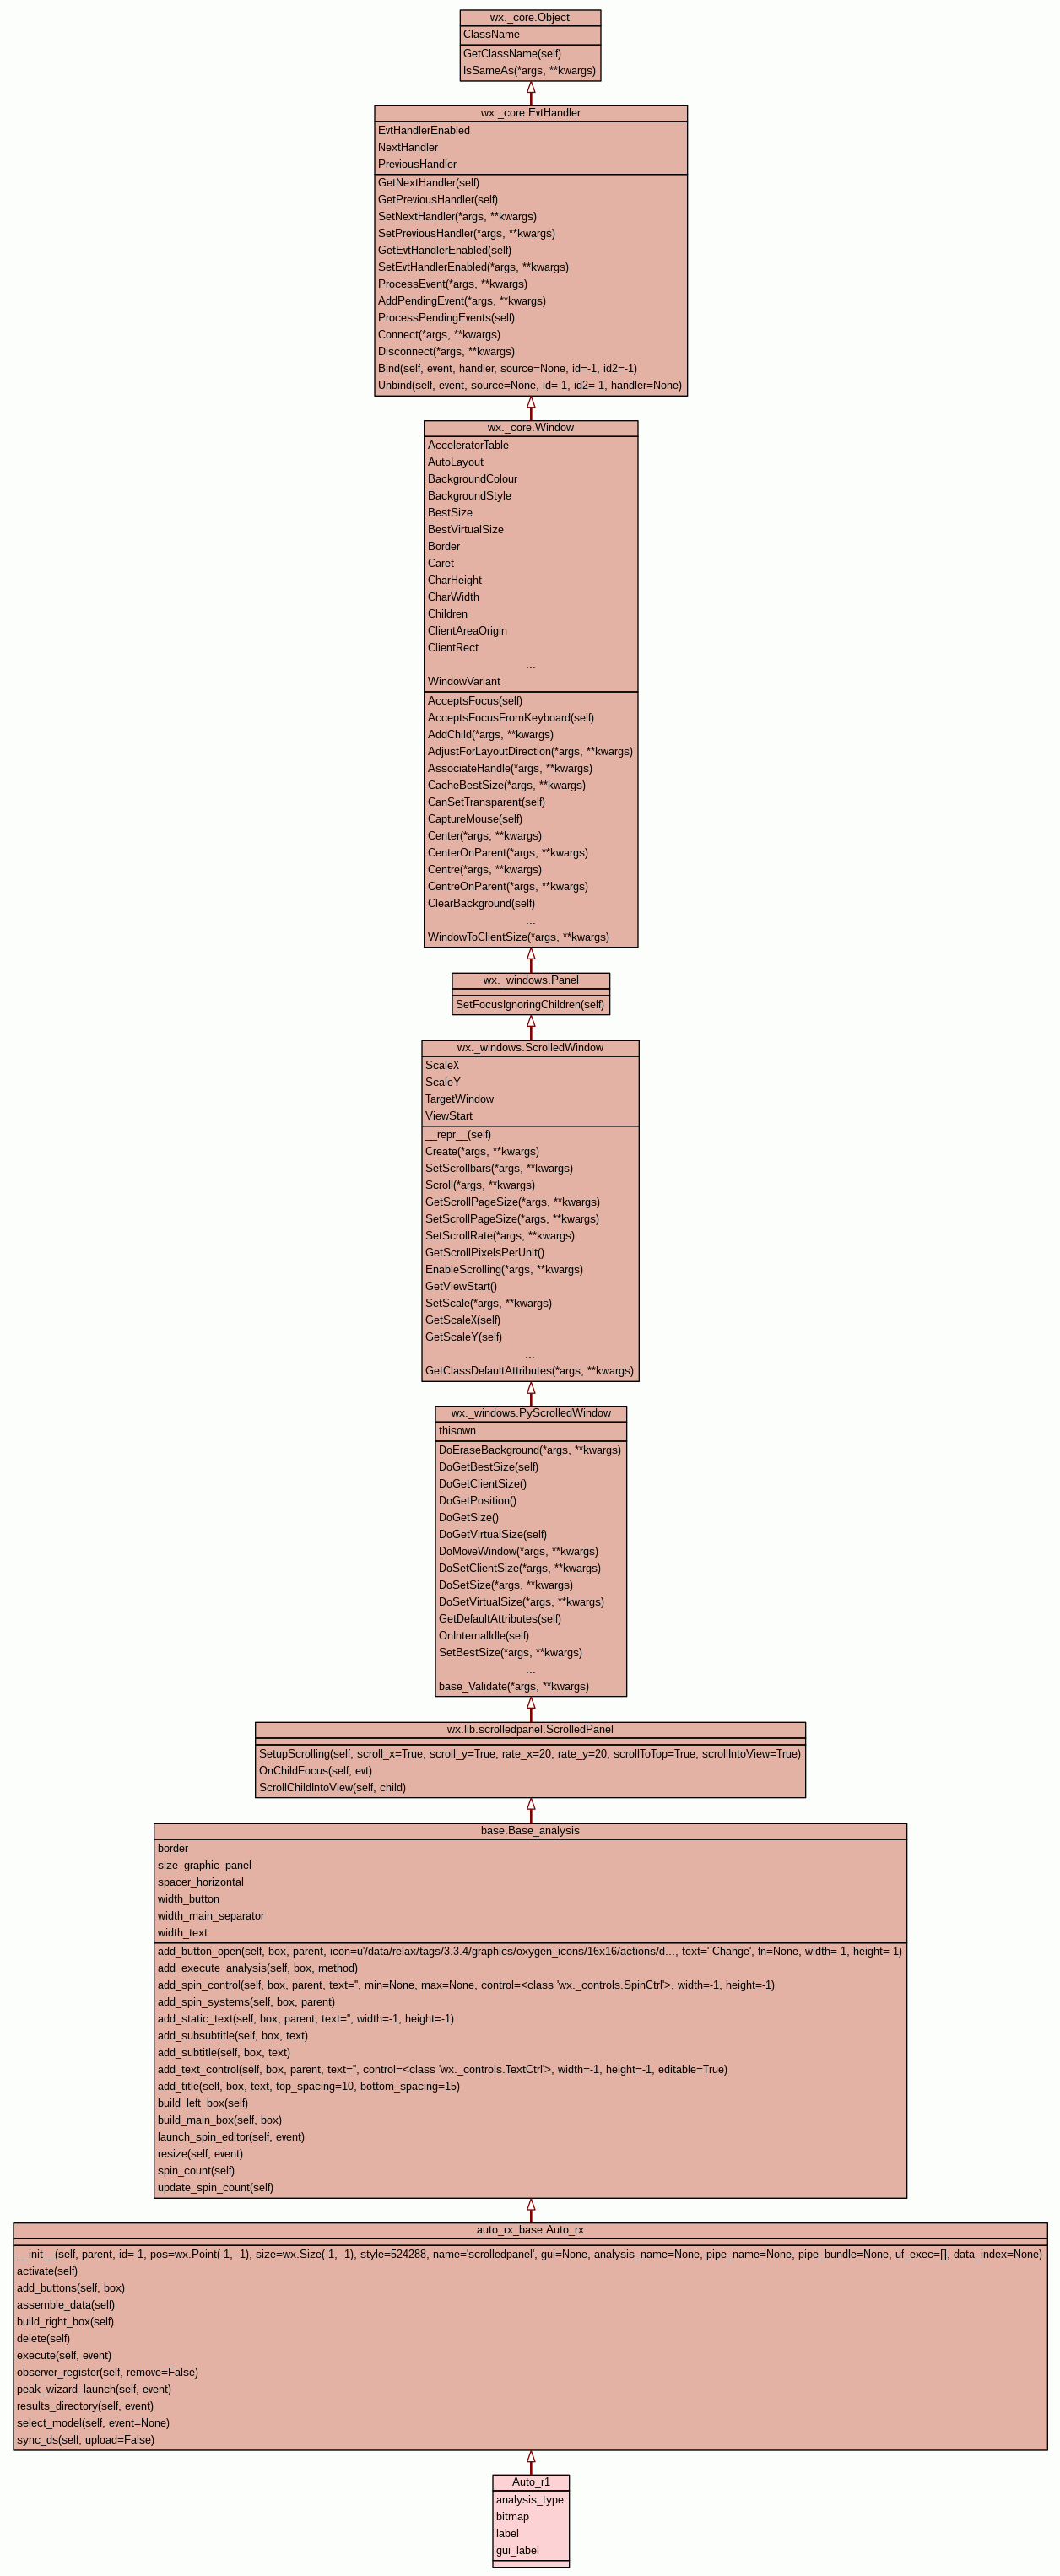 wx._core.Object
ClassName
GetClassName(self)
IsSameAs(*args, **kwargs)
wx._core.EvtHandler
EvtHandlerEnabled
NextHandler
PreviousHandler
GetNextHandler(self)
GetPreviousHandler(self)
SetNextHandler(*args, **kwargs)
SetPreviousHandler(*args, **kwargs)
GetEvtHandlerEnabled(self)
SetEvtHandlerEnabled(*args, **kwargs)
ProcessEvent(*args, **kwargs)
AddPendingEvent(*args, **kwargs)
ProcessPendingEvents(self)
Connect(*args, **kwargs)
Disconnect(*args, **kwargs)
Bind(self, event, handler, source=None, id=-1, id2=-1)
Unbind(self, event, source=None, id=-1, id2=-1, handler=None)
wx._core.Window
AcceleratorTable
AutoLayout
BackgroundColour
BackgroundStyle
BestSize
BestVirtualSize
Border
Caret
CharHeight
CharWidth
Children
ClientAreaOrigin
ClientRect
...
WindowVariant
AcceptsFocus(self)
AcceptsFocusFromKeyboard(self)
AddChild(*args, **kwargs)
AdjustForLayoutDirection(*args, **kwargs)
AssociateHandle(*args, **kwargs)
CacheBestSize(*args, **kwargs)
CanSetTransparent(self)
CaptureMouse(self)
Center(*args, **kwargs)
CenterOnParent(*args, **kwargs)
Centre(*args, **kwargs)
CentreOnParent(*args, **kwargs)
ClearBackground(self)
...
WindowToClientSize(*args, **kwargs)
wx._windows.Panel
SetFocusIgnoringChildren(self)
wx._windows.ScrolledWindow
ScaleX
ScaleY
TargetWindow
ViewStart
__repr__(self)
Create(*args, **kwargs)
SetScrollbars(*args, **kwargs)
Scroll(*args, **kwargs)
GetScrollPageSize(*args, **kwargs)
SetScrollPageSize(*args, **kwargs)
SetScrollRate(*args, **kwargs)
GetScrollPixelsPerUnit()
EnableScrolling(*args, **kwargs)
GetViewStart()
SetScale(*args, **kwargs)
GetScaleX(self)
GetScaleY(self)
...
GetClassDefaultAttributes(*args, **kwargs)
wx._windows.PyScrolledWindow
thisown
DoEraseBackground(*args, **kwargs)
DoGetBestSize(self)
DoGetClientSize()
DoGetPosition()
DoGetSize()
DoGetVirtualSize(self)
DoMoveWindow(*args, **kwargs)
DoSetClientSize(*args, **kwargs)
DoSetSize(*args, **kwargs)
DoSetVirtualSize(*args, **kwargs)
GetDefaultAttributes(self)
OnInternalIdle(self)
SetBestSize(*args, **kwargs)
...
base_Validate(*args, **kwargs)
wx.lib.scrolledpanel.ScrolledPanel
SetupScrolling(self, scroll_x=True, scroll_y=True, rate_x=20, rate_y=20, scrollToTop=True, scrollIntoView=True)
OnChildFocus(self, evt)
ScrollChildIntoView(self, child)
base.Base_analysis
border
size_graphic_panel
spacer_horizontal
width_button
width_main_separator
width_text
add_button_open(self, box, parent, icon=u'/data/relax/tags/3.3.4/graphics/oxygen_icons/16x16/actions/d..., text=' Change', fn=None, width=-1, height=-1)
add_execute_analysis(self, box, method)
add_spin_control(self, box, parent, text='', min=None, max=None, control=<class 'wx._controls.SpinCtrl'>, width=-1, height=-1)
add_spin_systems(self, box, parent)
add_static_text(self, box, parent, text='', width=-1, height=-1)
add_subsubtitle(self, box, text)
add_subtitle(self, box, text)
add_text_control(self, box, parent, text='', control=<class 'wx._controls.TextCtrl'>, width=-1, height=-1, editable=True)
add_title(self, box, text, top_spacing=10, bottom_spacing=15)
build_left_box(self)
build_main_box(self, box)
launch_spin_editor(self, event)
resize(self, event)
spin_count(self)
update_spin_count(self)
auto_rx_base.Auto_rx
__init__(self, parent, id=-1, pos=wx.Point(-1, -1), size=wx.Size(-1, -1), style=524288, name='scrolledpanel', gui=None, analysis_name=None, pipe_name=None, pipe_bundle=None, uf_exec=[], data_index=None)
activate(self)
add_buttons(self, box)
assemble_data(self)
build_right_box(self)
delete(self)
execute(self, event)
observer_register(self, remove=False)
peak_wizard_launch(self, event)
results_directory(self, event)
select_model(self, event=None)
sync_ds(self, upload=False)
Auto_r1
analysis_type
bitmap
label
gui_label